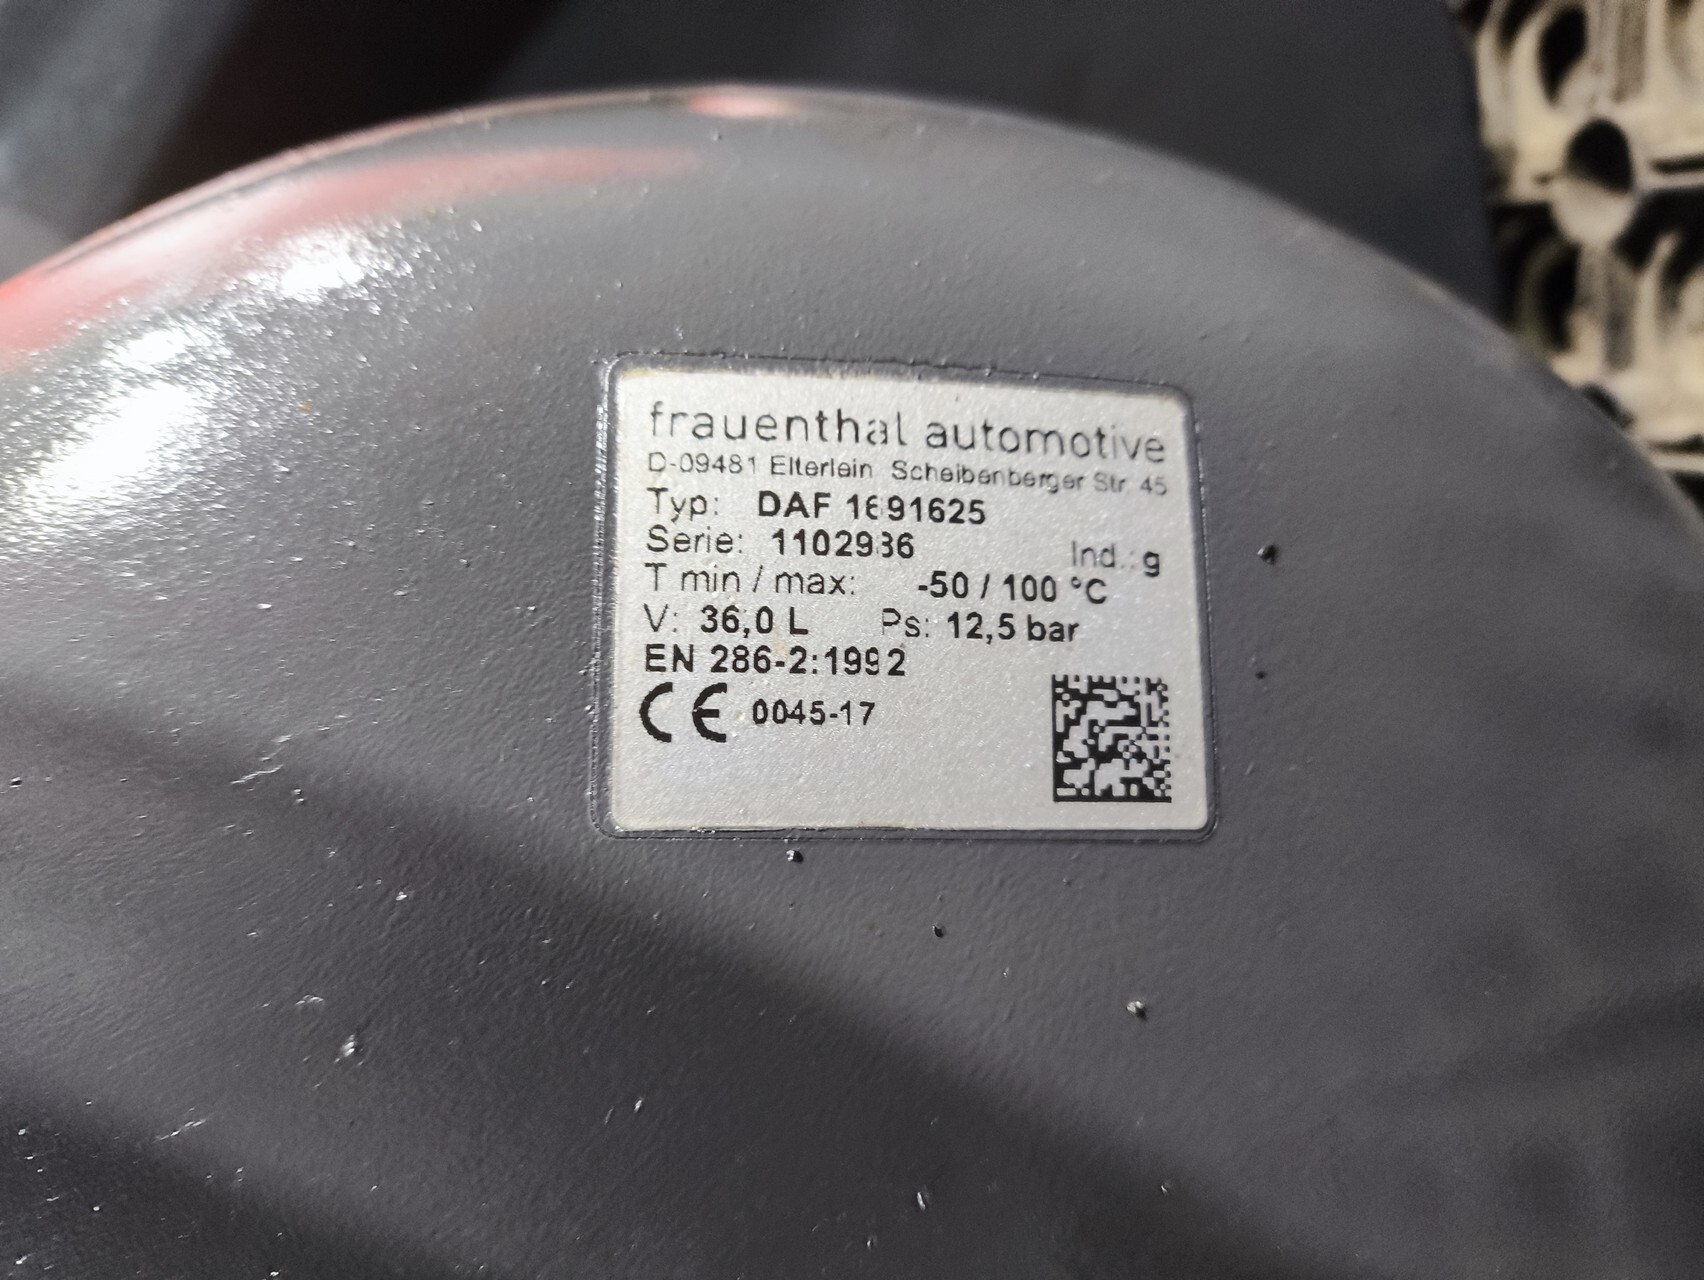 frauenthal automotive
D-09481 Elterlein Scheibenberger Str. 45
Typ: DAF 1691625
Serie: 1102936 Ind.: g
T min / max: -50 / 100 °C
V: 36,0 L Ps: 12,5 bar
EN 286-2:1992
CE 0045-17